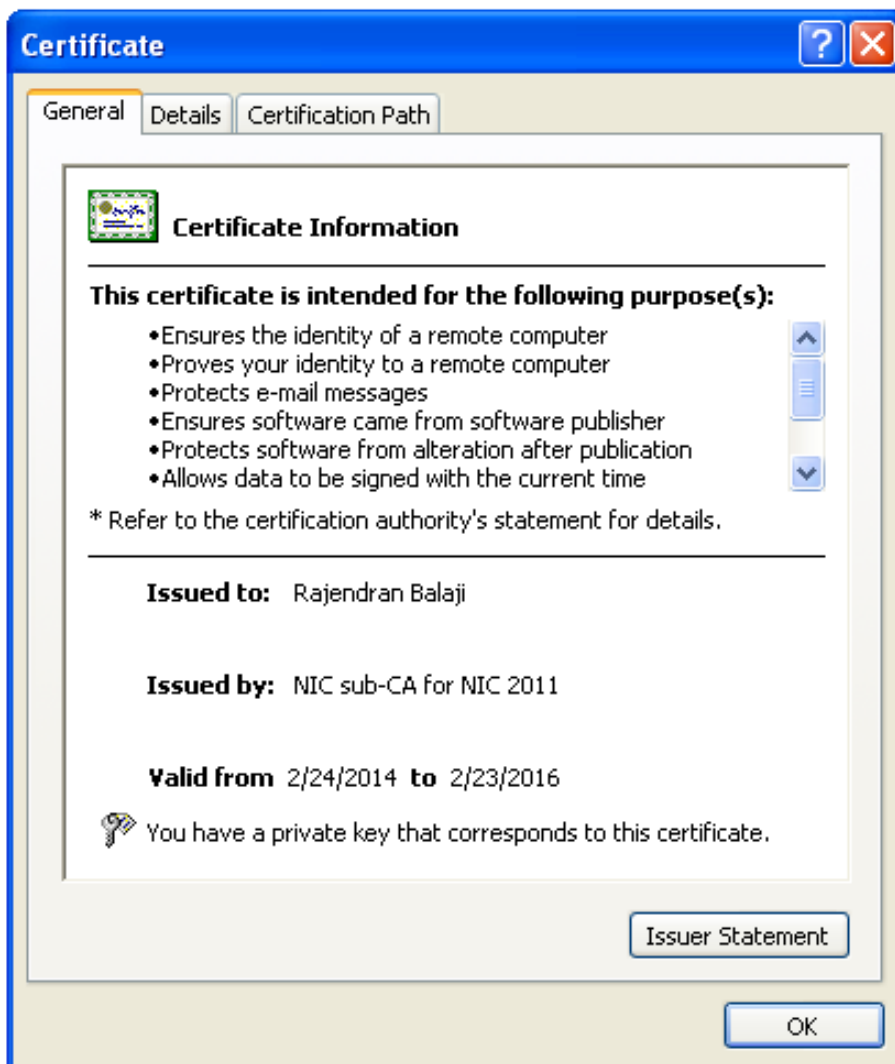 Certificate
General Details Certification Path
Certificate Information
This certificate is intended for the following purpose(s):
•Ensures the identity of a remote computer
•Proves your identity to a remote computer
•Protects e-mail messages
•Ensures software came from software publisher
•Protects software from alteration after publication
•Allows data to be signed with the current time
* Refer to the certification authority's statement for details.
Issued to: Rajendran Balaji
Issued by: NIC sub-CA for NIC 2011
Valid from 2/24/2014 to 2/23/2016
You have a private key that corresponds to this certificate.
Issuer Statement
OK